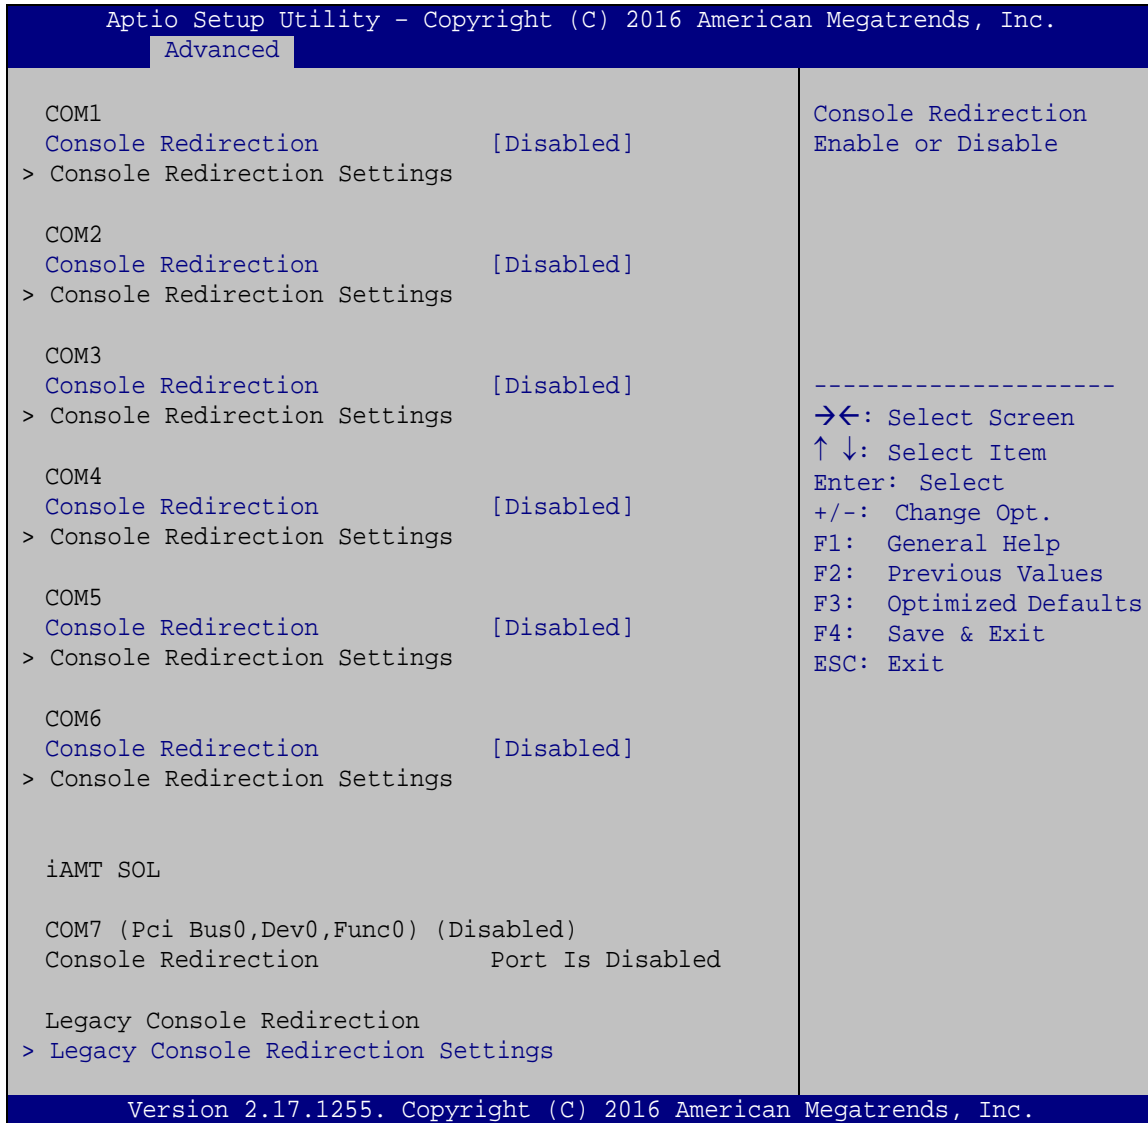 Aptio Setup Utility – Copyright (C) 2016 American Megatrends, Inc.
Advanced
COM1
Console Redirection [Disabled]
> Console Redirection Settings
COM2
Console Redirection [Disabled]
> Console Redirection Settings
COM3
Console Redirection [Disabled]
> Console Redirection Settings
COM4
Console Redirection [Disabled]
> Console Redirection Settings
COM5
Console Redirection [Disabled]
> Console Redirection Settings
COM6
Console Redirection [Disabled]
> Console Redirection Settings
iAMT SOL
COM7 (Pci Bus0,Dev0,Func0) (Disabled)
Console Redirection Port Is Disabled
Legacy Console Redirection
> Legacy Console Redirection Settings
Console Redirection
Enable or Disable
---------------------
→←: Select Screen
↑ ↓: Select Item
Enter: Select
+/-: Change Opt.
F1: General Help
F2: Previous Values
F3: Optimized Defaults
F4: Save & Exit
ESC: Exit
Version 2.17.1255. Copyright (C) 2016 American Megatrends, Inc.